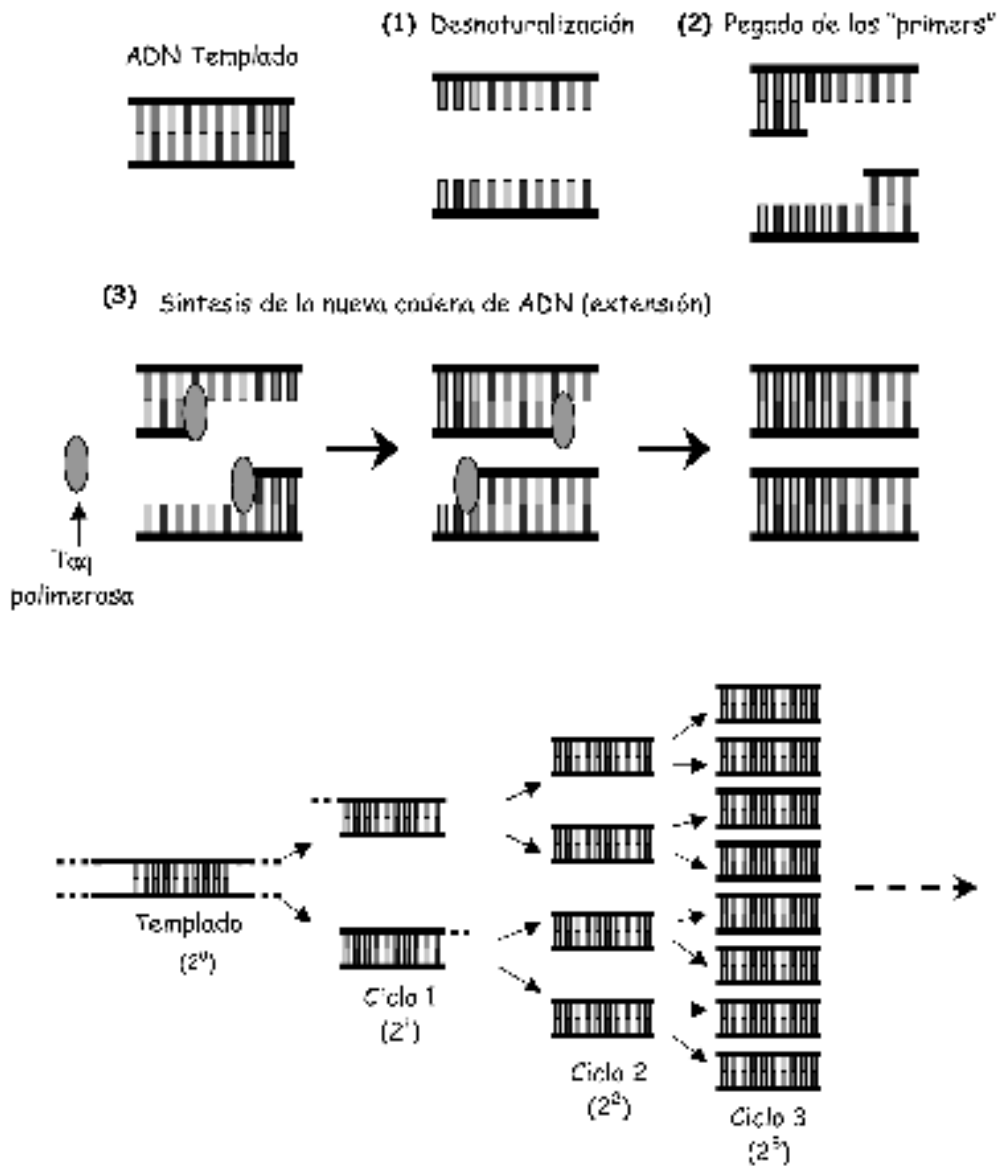 ADN Templado
(1) Desnaturalización
(2) Pegado de los "primers"
(3) Síntesis de la nueva cadena de ADN (extensión)
Taq
polimerasa
Templado
(2⁰)
Ciclo 1
(2¹)
Ciclo 2
(2²)
Ciclo 3
(2³)